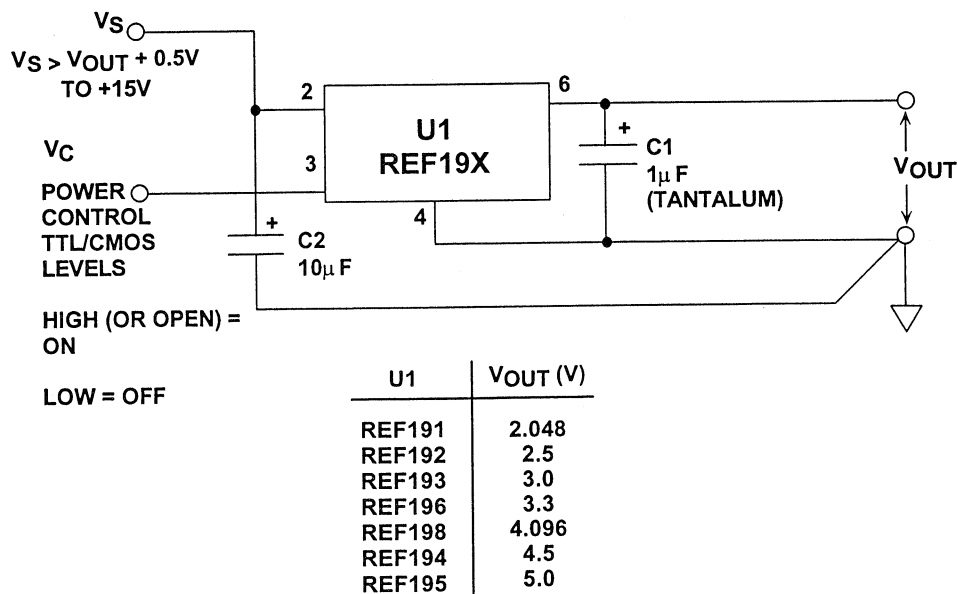 VS
VS > VOUT + 0.5V
TO +15V
2
6
U1
REF19X
+
C1
1μF
(TANTALUM)
VOUT
VC
3
POWER
CONTROL
TTL/CMOS
LEVELS
4
+
C2
10μF
HIGH (OR OPEN) =
ON
LOW = OFF
U1 VOUT (V)
REF191 2.048
REF192 2.5
REF193 3.0
REF196 3.3
REF198 4.096
REF194 4.5
REF195 5.0